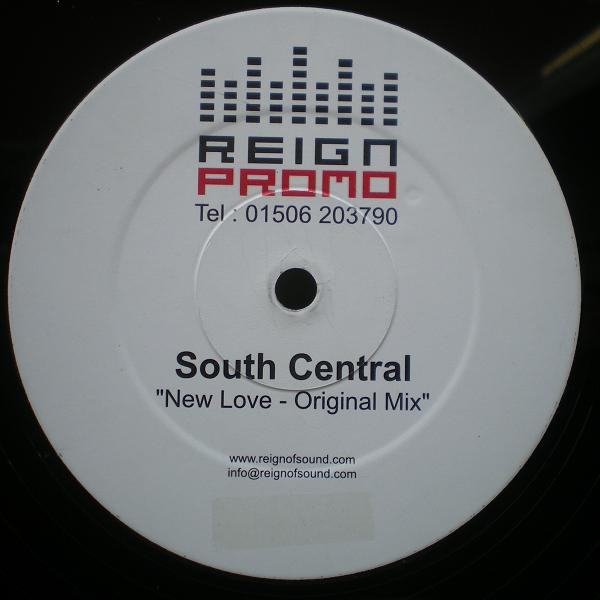 REIGN
PROMO
Tel : 01506 203790
South Central
"New Love - Original Mix"
www.reignofsound.com
info@reignofsound.com